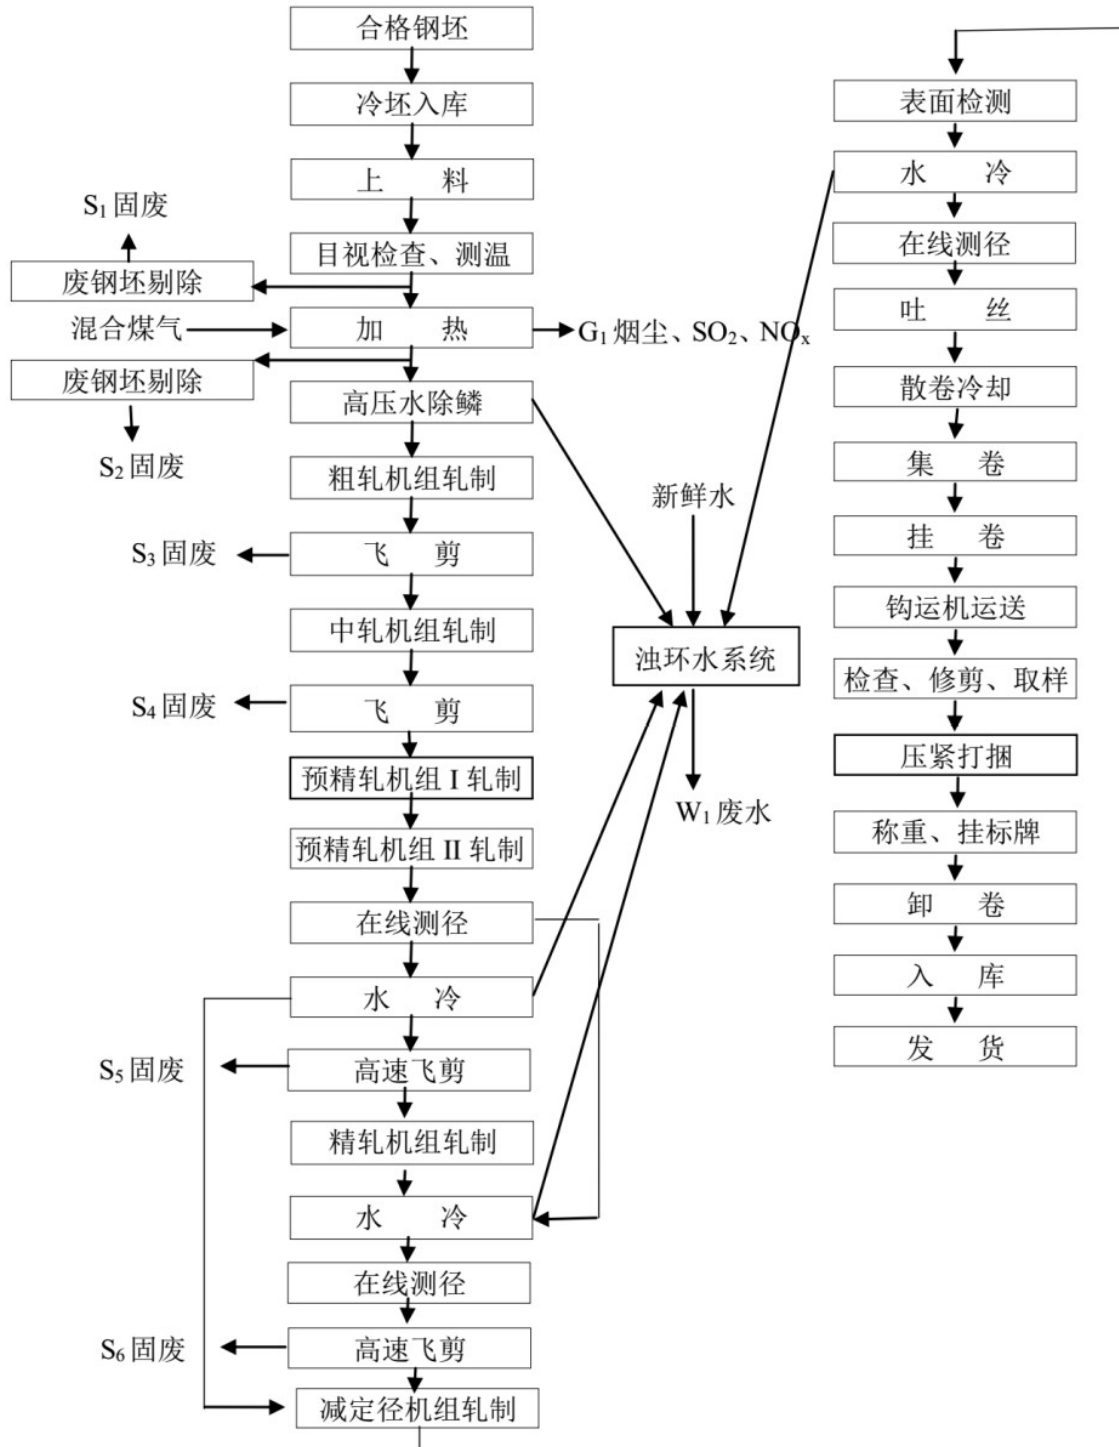 合格钢坯
冷坯入库
上 料
S₁固废
目视检查、测温
废钢坯剔除
混合煤气
加 热
G₁烟尘、SO₂、NOₓ
废钢坯剔除
高压水除鳞
S₂固废
粗轧机组轧制
S₃固废
飞 剪
中轧机组轧制
S₄固废
飞 剪
预精轧机组 I 轧制
预精轧机组 II 轧制
在线测径
水 冷
S₅固废
高速飞剪
精轧机组轧制
水 冷
在线测径
S₆固废
高速飞剪
减定径机组轧制
新鲜水
浊环水系统
W₁废水
表面检测
水 冷
在线测径
吐 丝
散卷冷却
集 卷
挂 卷
钩运机运送
检查、修剪、取样
压紧打捆
称重、挂标牌
卸 卷
入 库
发 货